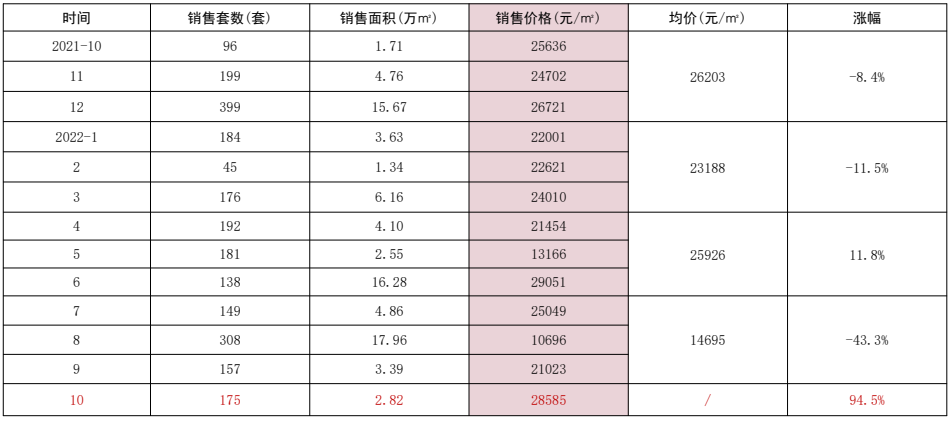 时间 销售套数(套) 销售面积(万㎡) 销售价格(元/㎡) 均价(元/㎡) 涨幅
2021-10 96 1.71 25636
11 199 4.76 24702 26203 -8.4%
12 399 15.67 26721
2022-1 184 3.63 22001
2 45 1.34 22621 23188 -11.5%
3 176 6.16 24010
4 192 4.10 21454
5 181 2.55 13166 25926 11.8%
6 138 16.28 29051
7 149 4.86 25049
8 308 17.96 10696 14695 -43.3%
9 157 3.39 21023
10 175 2.82 28585 / 94.5%